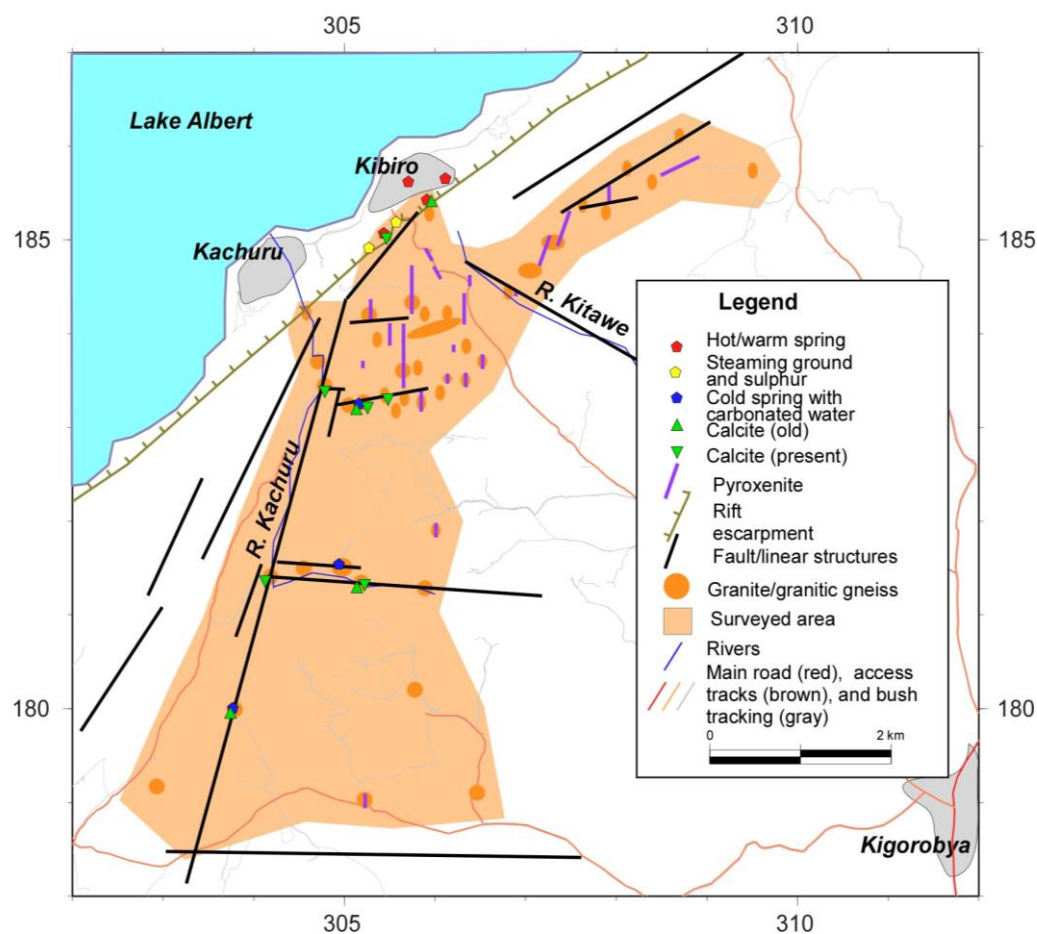 305
310
Lake Albert
Kibiro
185
Kachuru
185
R. Kitawe
Legend
Hot/warm spring
Steaming ground
and sulphur
Cold spring with
carbonated water
Calcite (old)
Calcite (present)
Pyroxenite
Rift
escarpment
Fault/linear structures
Granite/granitic gneiss
Surveyed area
Rivers
Main road (red), access
tracks (brown), and bush
tracking (gray)
0
2 km
R. Kachuru
180
180
Kigorobya
305
310